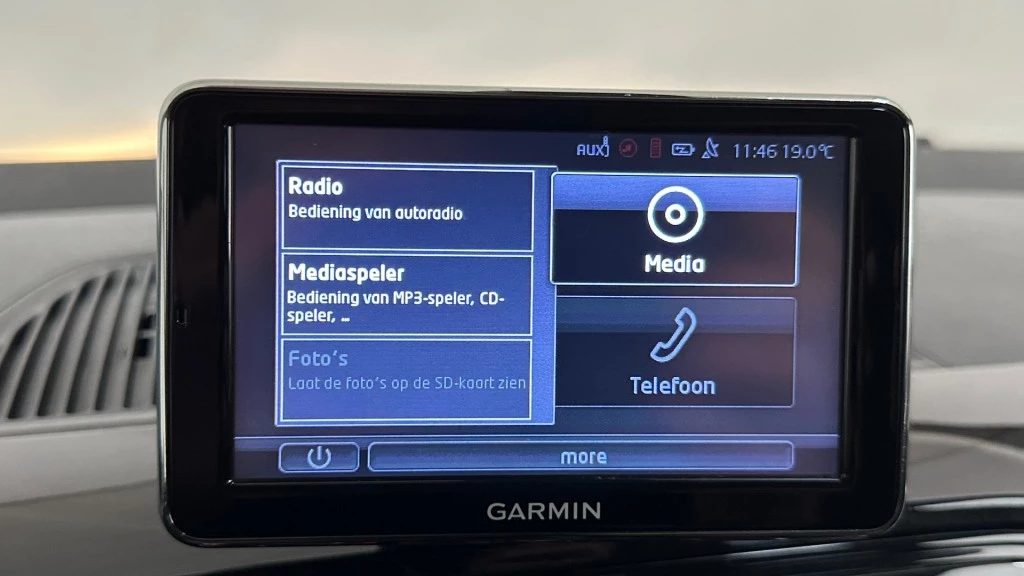 AUX 11:46 19.0°C
Radio
Bediening van autoradio
Mediaspeler
Bediening van MP3-speler, CD-
speler, …
Foto's
Laat de foto's op de SD-kaart zien
Media
Telefoon
more
GARMIN